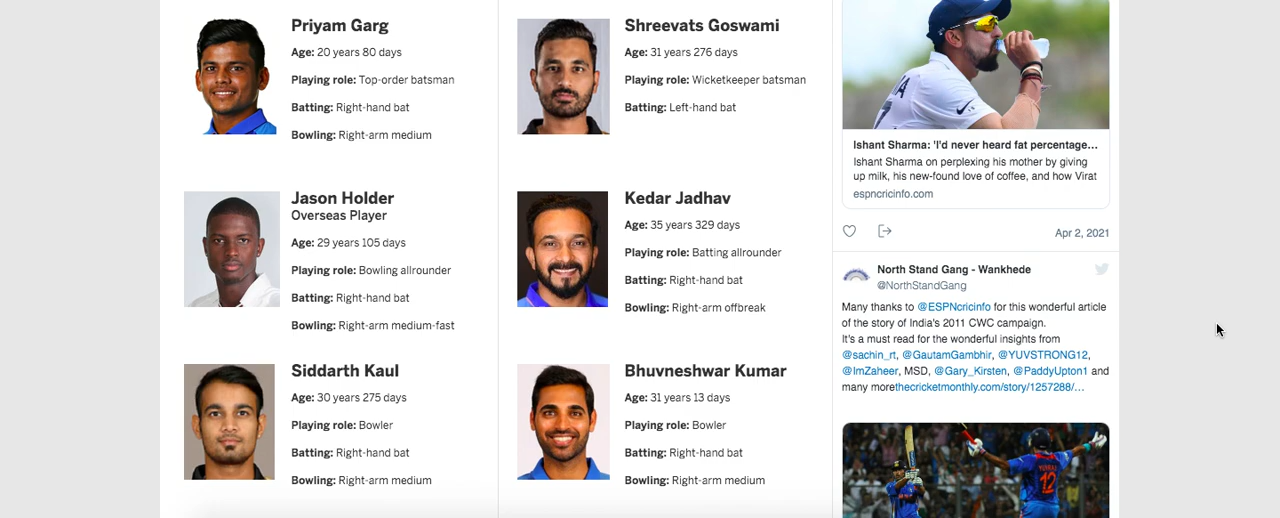 Priyam Garg
Age: 20 years 80 days
Playing role: Top-order batsman
Batting: Right-hand bat
Bowling: Right-arm medium
Shreevats Goswami
Age: 31 years 276 days
Playing role: Wicketkeeper batsman
Batting: Left-hand bat
Jason Holder
Overseas Player
Age: 29 years 105 days
Playing role: Bowling allrounder
Batting: Right-hand bat
Bowling: Right-arm medium-fast
Kedar Jadhav
Age: 35 years 329 days
Playing role: Batting allrounder
Batting: Right-hand bat
Bowling: Right-arm offbreak
Siddarth Kaul
Age: 30 years 275 days
Playing role: Bowler
Batting: Right-hand bat
Bowling: Right-arm medium
Bhuvneshwar Kumar
Age: 31 years 13 days
Playing role: Bowler
Batting: Right-hand bat
Bowling: Right-arm medium
Ishant Sharma: 'I'd never heard fat percentage...
Ishant Sharma on perplexing his mother by giving
up milk, his new-found love of coffee, and how Virat
espncricinfo.com
Apr 2, 2021
North Stand Gang - Wankhede
@NorthStandGang
Many thanks to @ESPNcricinfo for this wonderful article
of the story of India's 2011 CWC campaign.
It's a must read for the wonderful insights from
@sachin_rt, @GautamGambhir, @YUVSTRONG12,
@ImZaheer, MSD, @Gary_Kirsten, @PaddyUpton1 and
many morethecricketmonthly.com/story/1257288/...
12